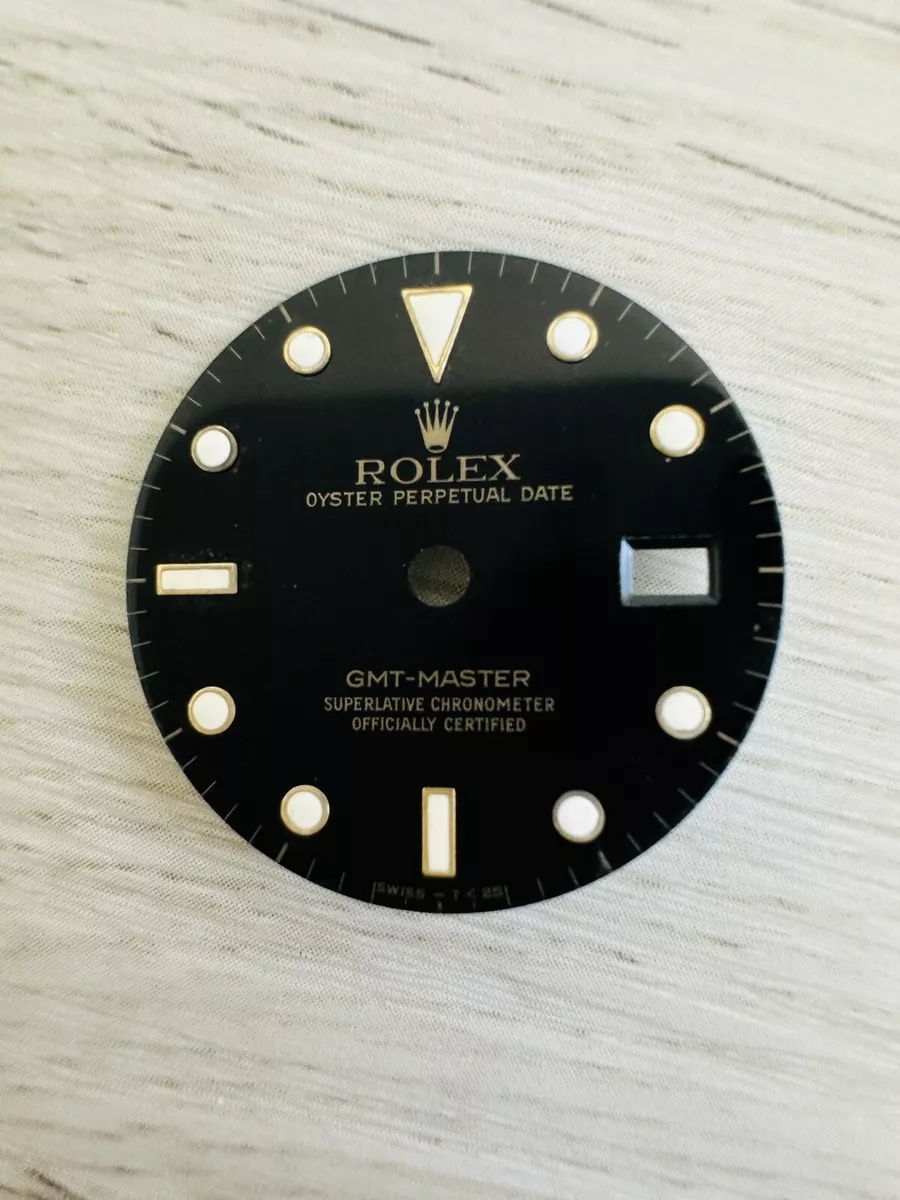 ROLEX
OYSTER PERPETUAL DATE
GMT-MASTER
SUPERLATIVE CHRONOMETER
OFFICIALLY CERTIFIED
SWISS - T < 25